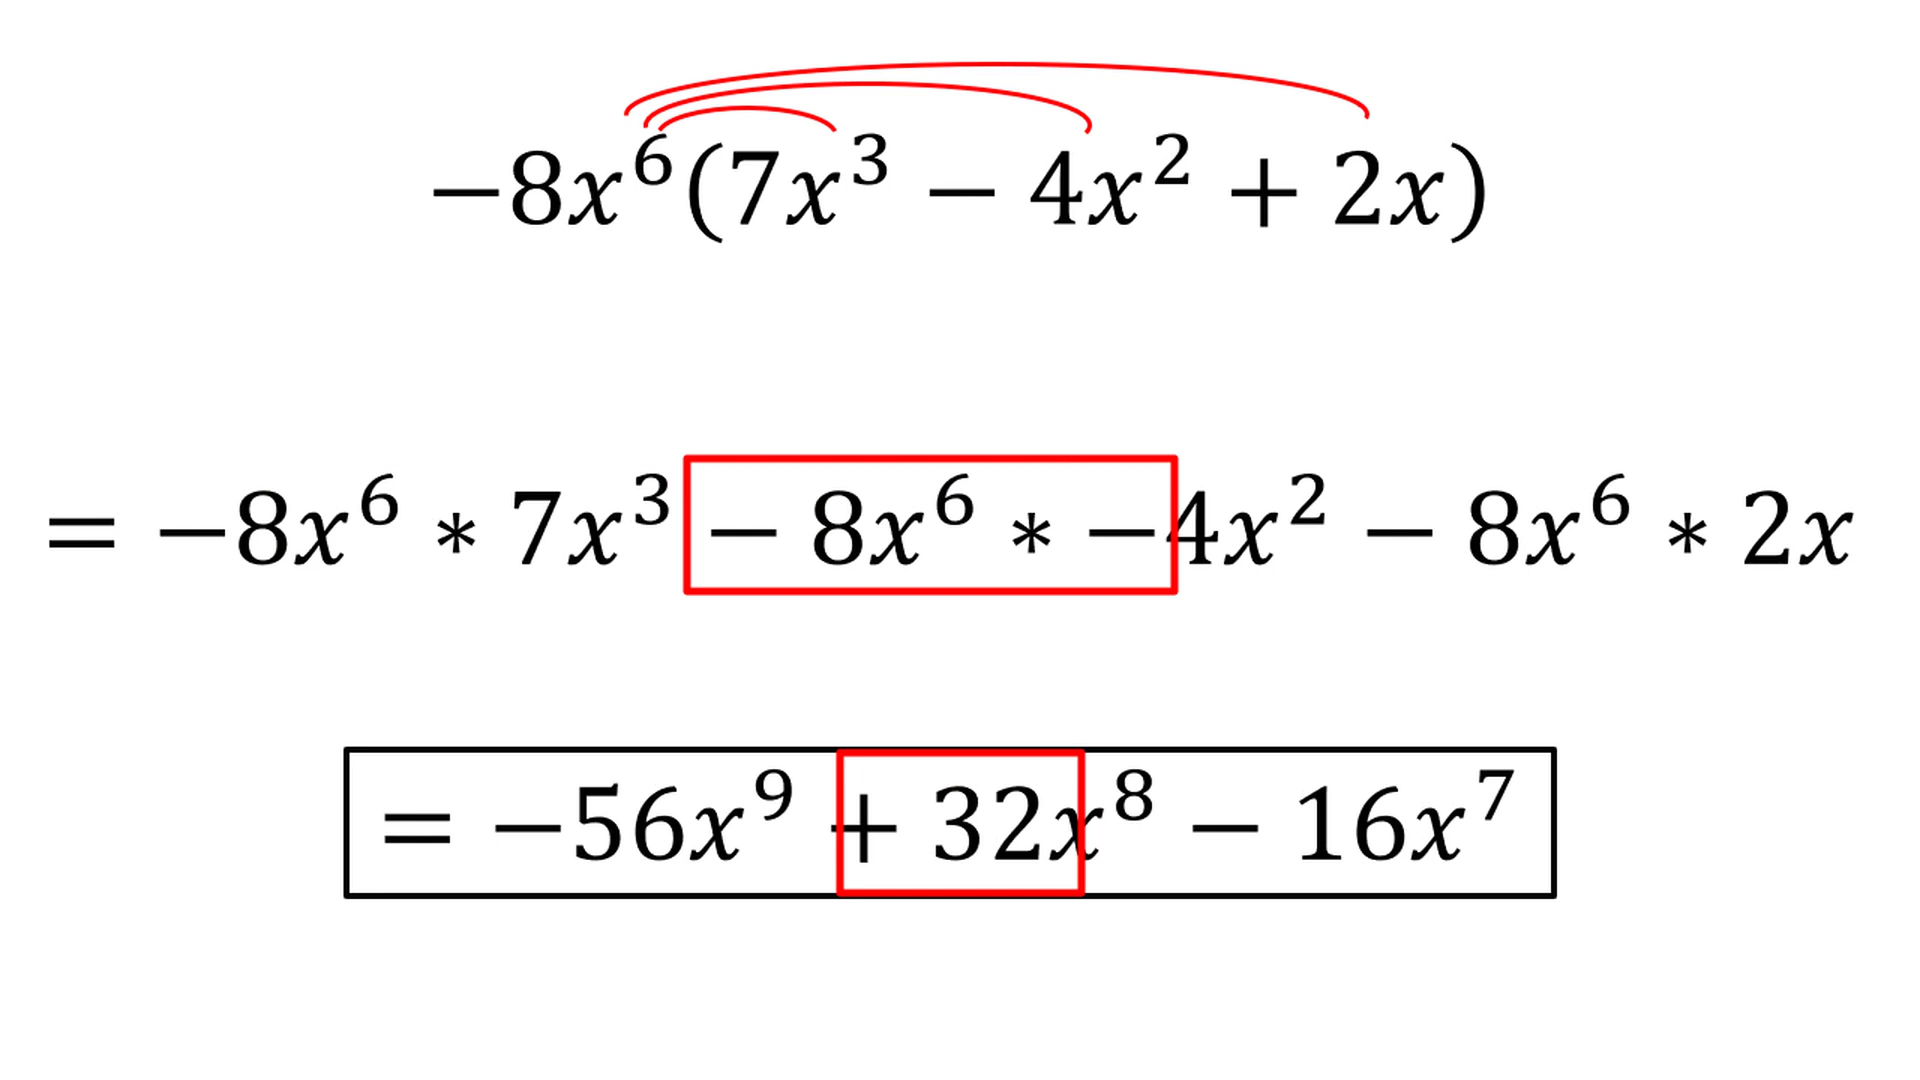 −8x⁶(7x³ − 4x² + 2x)
= −8x⁶ * 7x³ − 8x⁶ * −4x² − 8x⁶ * 2x
= −56x⁹ + 32x⁸ − 16x⁷